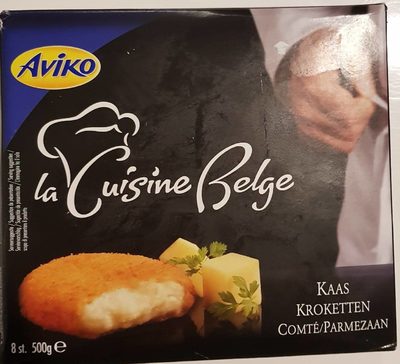 Aviko
la Cuisine Belge
KAAS
KROKETTEN
COMTÉ/PARMEZAAN
8 st. 500g e